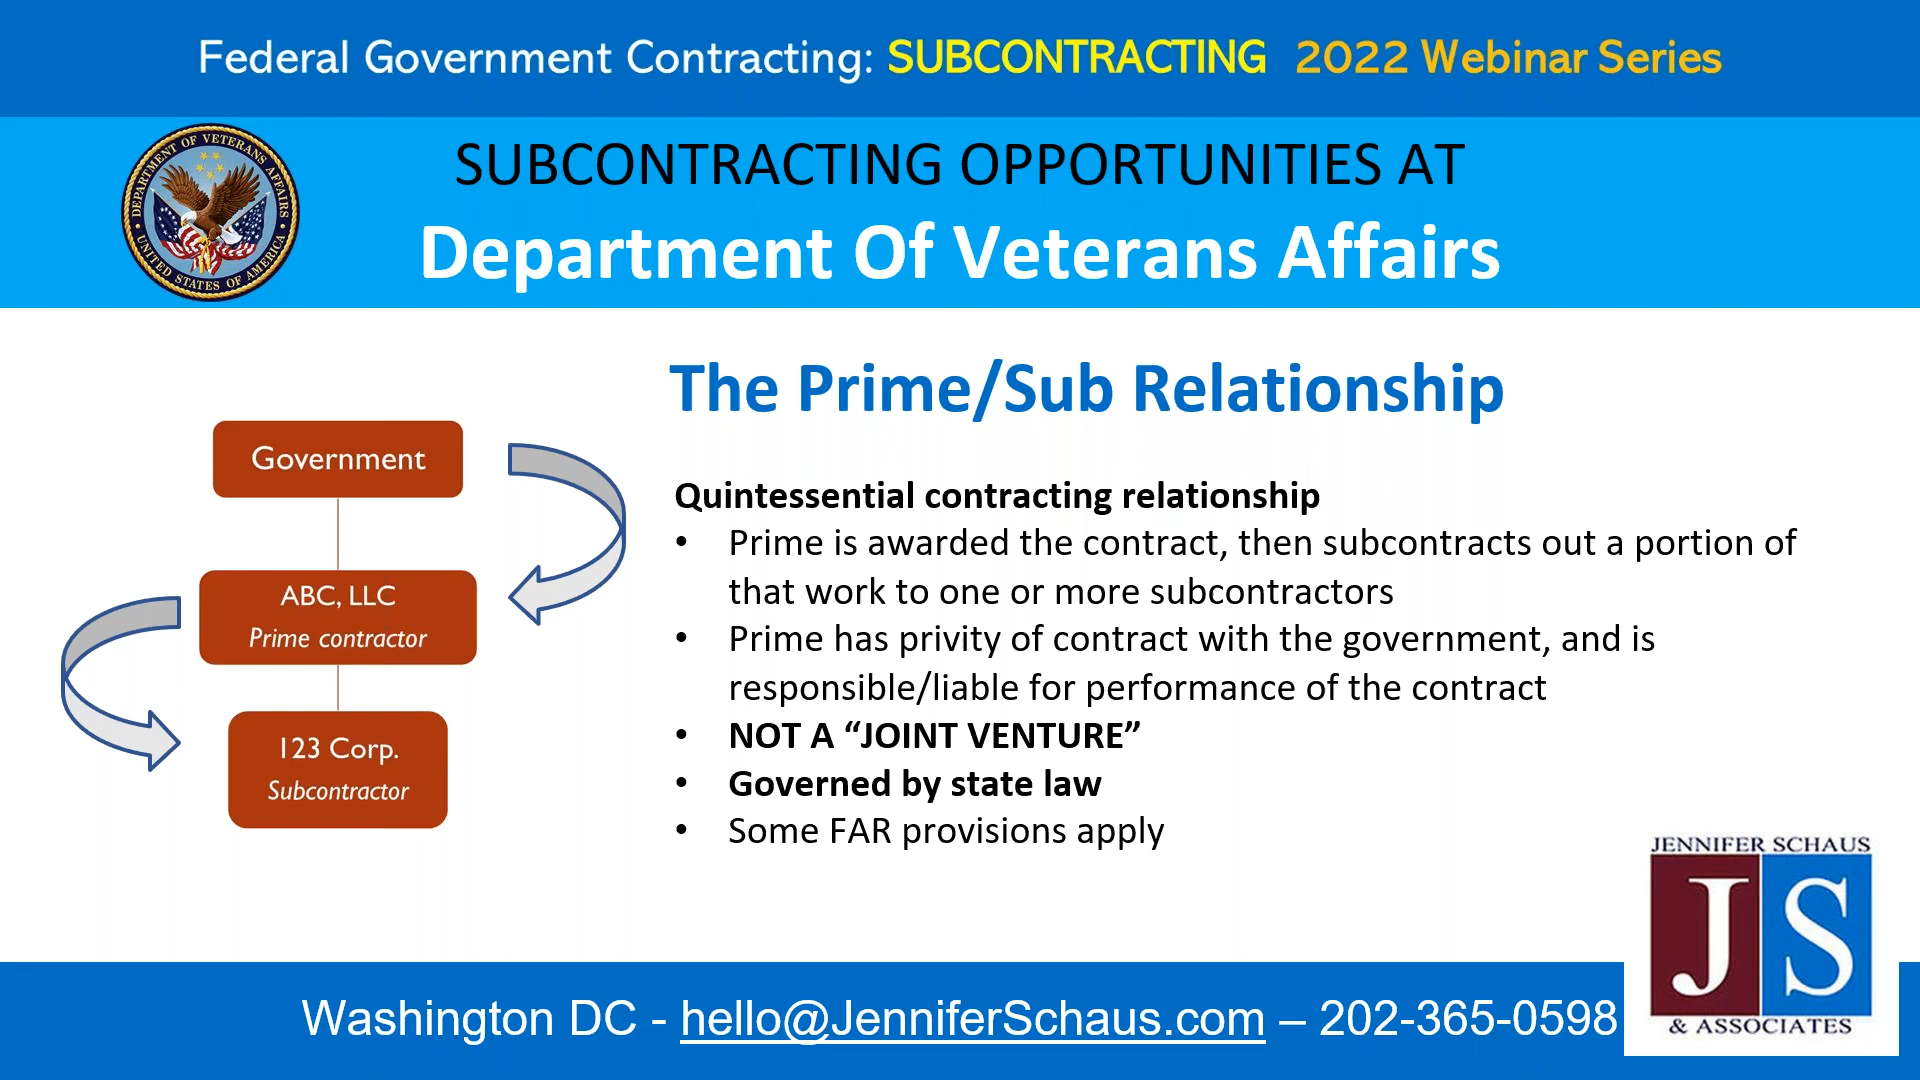 Federal Government Contracting: SUBCONTRACTING 2022 Webinar Series
DEPARTMENT OF VETERANS AFFAIRS
UNITED STATES OF AMERICA
SUBCONTRACTING OPPORTUNITIES AT
Department Of Veterans Affairs
The Prime/Sub Relationship
Government
ABC, LLC
Prime contractor
123 Corp.
Subcontractor
Quintessential contracting relationship
• Prime is awarded the contract, then subcontracts out a portion of
that work to one or more subcontractors
• Prime has privity of contract with the government, and is
responsible/liable for performance of the contract
• NOT A “JOINT VENTURE”
• Governed by state law
• Some FAR provisions apply
JENNIFER SCHAUS
JS
& ASSOCIATES
Washington DC - hello@JenniferSchaus.com – 202-365-0598